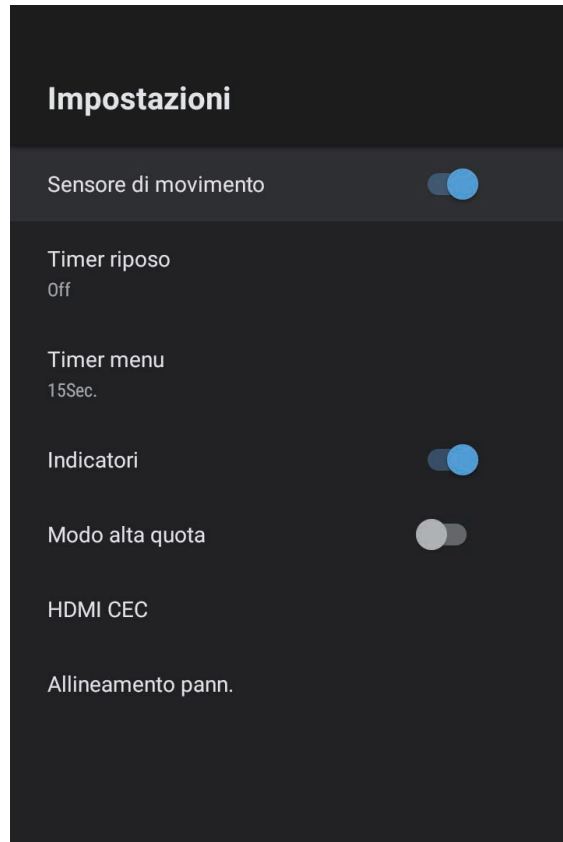 Impostazioni
Sensore di movimento
Timer riposo
Off
Timer menu
15Sec.
Indicatori
Modo alta quota
HDMI CEC
Allineamento pann.